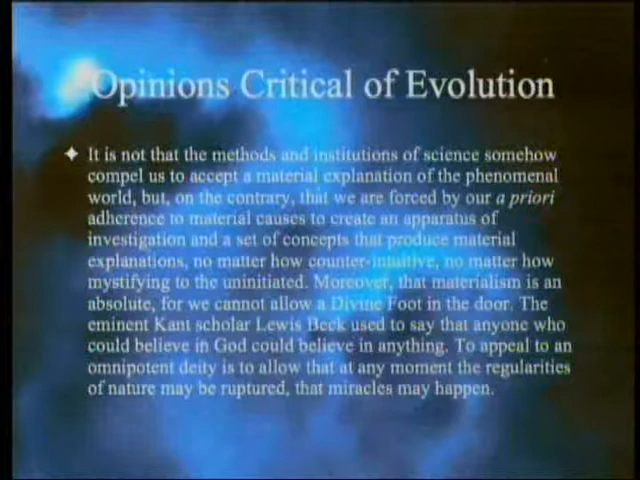 Opinions Critical of Evolution
It is not that the methods and institutions of science somehow
compel us to accept a material explanation of the phenomenal
world, but, on the contrary, that we are forced by our a priori
adherence to material causes to create an apparatus of
investigation and a set of concepts that produce material
explanations, no matter how counter-intuitive, no matter how
mystifying to the uninitiated. Moreover, that materialism is an
absolute, for we cannot allow a Divine Foot in the door. The
eminent Kant scholar Lewis Beck used to say that anyone who
could believe in God could believe in anything. To appeal to an
omnipotent deity is to allow that at any moment the regularities
of nature may be ruptured, that miracles may happen.